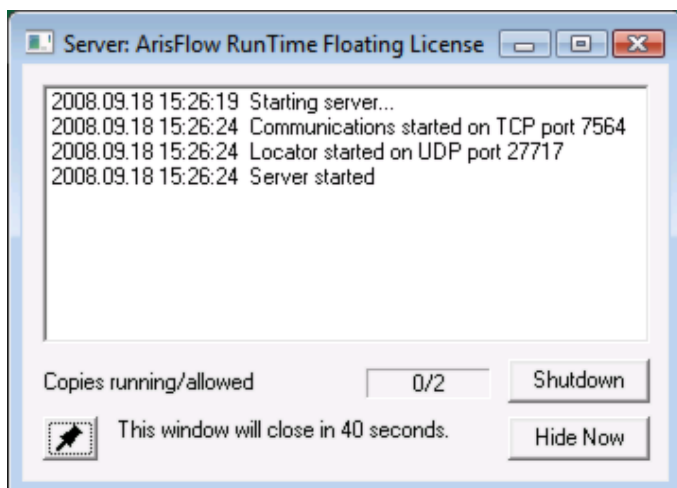 Server: ArisFlow RunTime Floating License
2008.09.18 15:26:19 Starting server...
2008.09.18 15:26:24 Communications started on TCP port 7564
2008.09.18 15:26:24 Locator started on UDP port 27717
2008.09.18 15:26:24 Server started
Copies running/allowed 0/2 Shutdown
This window will close in 40 seconds. Hide Now